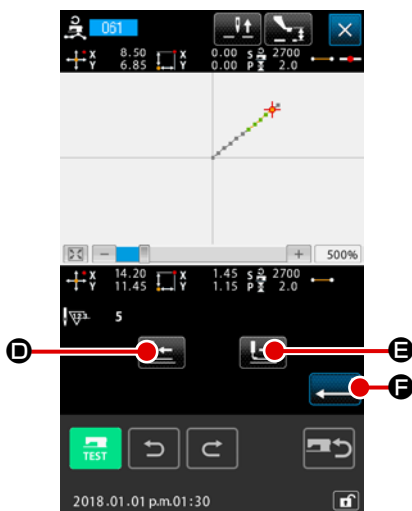 061
X 8.50 X 0.00 S 2700
Y 6.85 Y 0.00 P 2.0
500%
X 14.20 X 1.45 S 2700
Y 11.45 Y 1.15 P 2.0
123 5
D E
F
TEST
2018.01.01 p.m.01:30